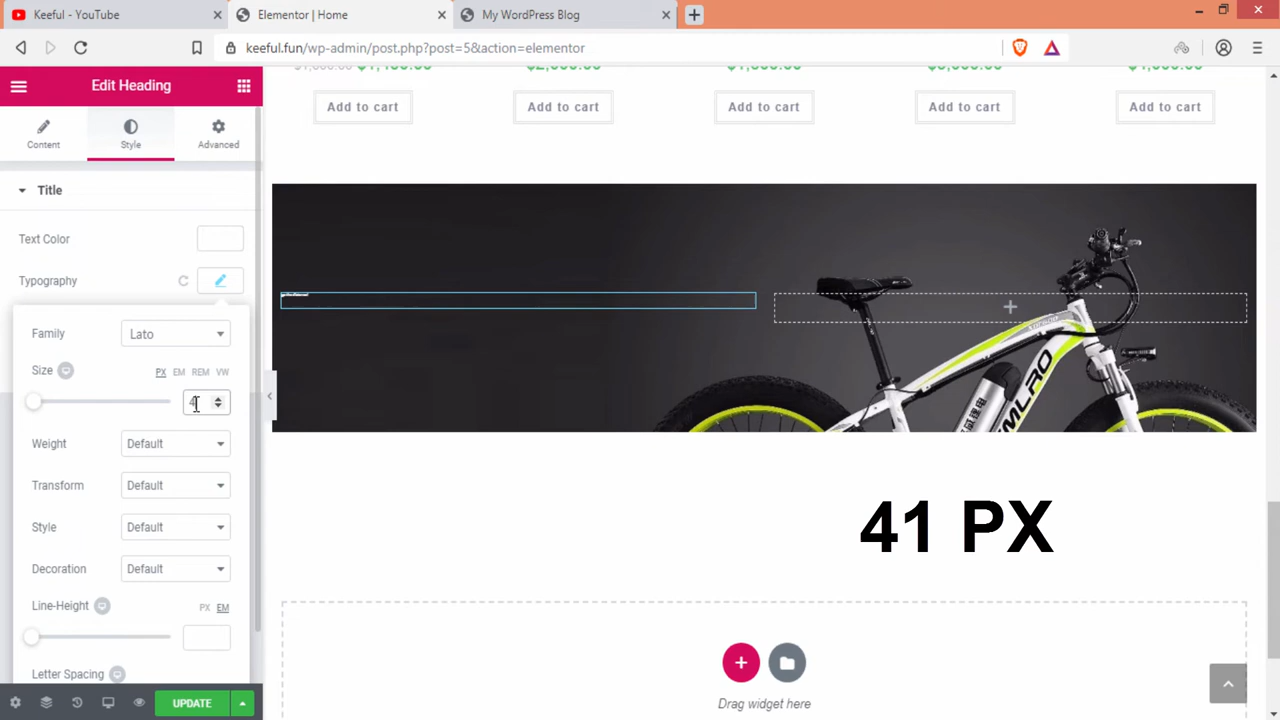 Keeful - YouTube
Elementor | Home
My WordPress Blog
keeful.fun/wp-admin/post.php?post=5&action=elementor
Edit Heading
Content
Style
Advanced
Title
Text Color
Typography
Family
Lato
Size
PX EM REM VW
4
Weight
Default
Transform
Default
Style
Default
Decoration
Default
Line-Height
PX EM
Letter Spacing
UPDATE
Add to cart
Add to cart
Add to cart
Add to cart
Add to cart
41 PX
Drag widget here